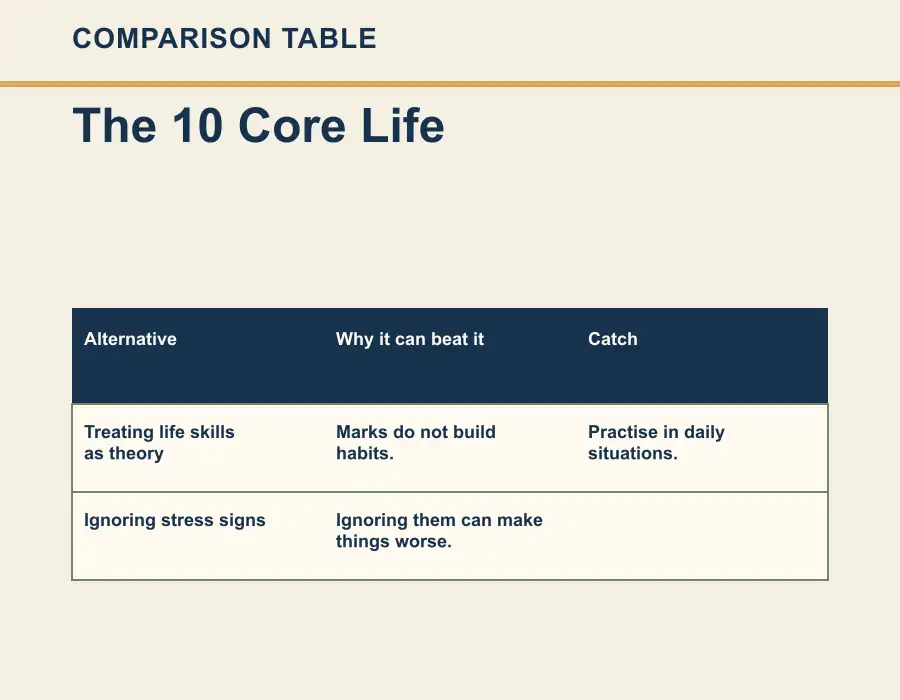 COMPARISON TABLE
The 10 Core Life
Alternative
Why it can beat it
Catch
Treating life skills
as theory
Marks do not build
habits.
Practise in daily
situations.
Ignoring stress signs
Ignoring them can make
things worse.